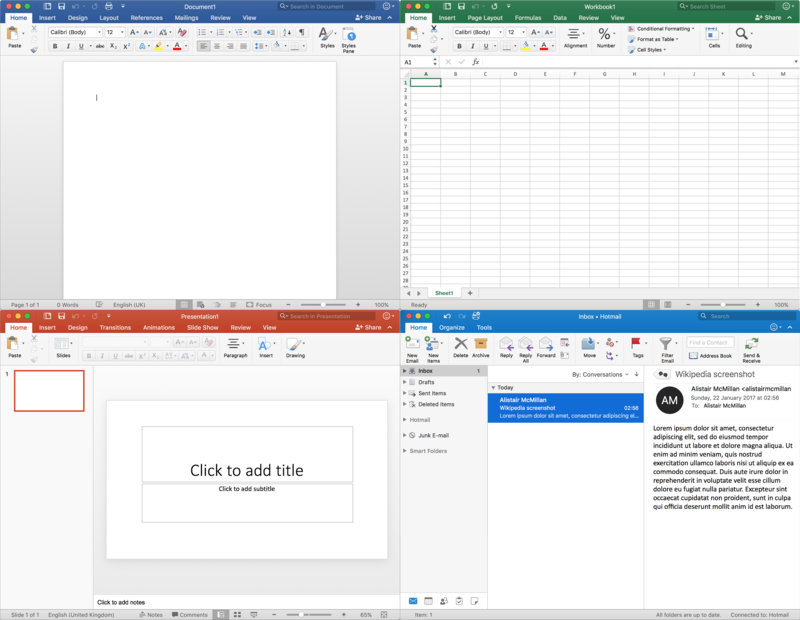 Document1
Search in Document
Home Insert Design Layout References Mailings Review View
Share
Paste
Calibri (Body) 12
Styles Styles Pane
Page 1 of 1 0 Words English (UK) Focus 100%
Workbook1
Search Sheet
Home Insert Page Layout Formulas Data Review View
Share
Paste
Calibri (Body) 12
Alignment Number
Conditional Formatting
Format as Table
Cell Styles
Cells Editing
A1 fx
A B C D E F G H I J K L M
1
2
3
4
5
6
7
8
9
10
11
12
13
14
15
16
17
18
19
20
21
22
23
24
25
26
27
28
Sheet1
Ready 100%
Presentation1
Search in Presentation
Home Insert Design Transitions Animations Slide Show Review View
Share
Paste Slides Paragraph Insert Drawing
1
Click to add title
Click to add subtitle
Click to add notes
Slide 1 of 1 English (United Kingdom) Notes Comments 65%
Inbox • Hotmail
Search
Home Organize Tools
New Email New Items Delete Archive Reply Reply All Forward Move Tags Filter Email
Find a Contact
Address Book
Send & Receive
Inbox 1
Drafts
Sent Items
Deleted Items
Hotmail
Junk E-mail
Smart Folders
By: Conversations
Today
Alistair McMillan
Wikipedia screenshot 02:58
Lorem ipsum dolor sit amet, consectetur adipiscing el...
Wikipedia screenshot
AM
Alistair McMillan <alistairmcmillan
Sunday, 22 January 2017 at 02:58
To: Alistair McMillan
Lorem ipsum dolor sit amet, consectetur
adipiscing elit, sed do eiusmod tempor
incididunt ut labore et dolore magna aliqua. Ut
enim ad minim veniam, quis nostrud
exercitation ullamco laboris nisi ut aliquip ex ea
commodo consequat. Duis aute irure dolor in
reprehenderit in voluptate velit esse cillum
dolore eu fugiat nulla pariatur. Excepteur sint
occaecat cupidatat non proident, sunt in culpa
qui officia deserunt mollit anim id est laborum.
Item: 1 All folders are up to date. Connected to: Hotmail